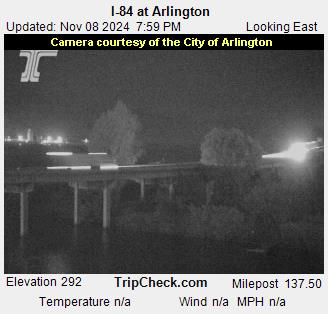 I-84 at Arlington
Updated: Nov 08 2024 7:59 PM Looking East
Camera courtesy of the City of Arlington
Elevation 292 TripCheck.com Milepost 137.50
Temperature n/a Wind n/a MPH n/a